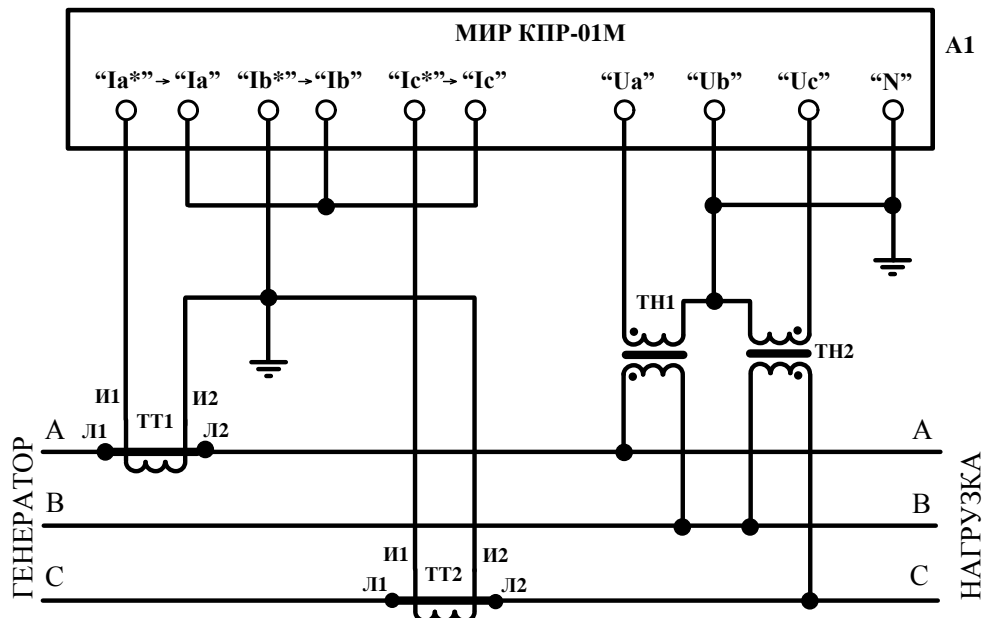 МИР КПР-01М
А1
“Ia*”→“Ia” “Ib*”→“Ib” “Ic*”→“Ic” “Ua” “Ub” “Uc” “N”
ТН1
ТН2
И1 И2
ТТ1
Л1 Л2
А А
В В
И1 И2
ТТ2
Л1 Л2
С С
ГЕНЕРАТОР
НАГРУЗКА